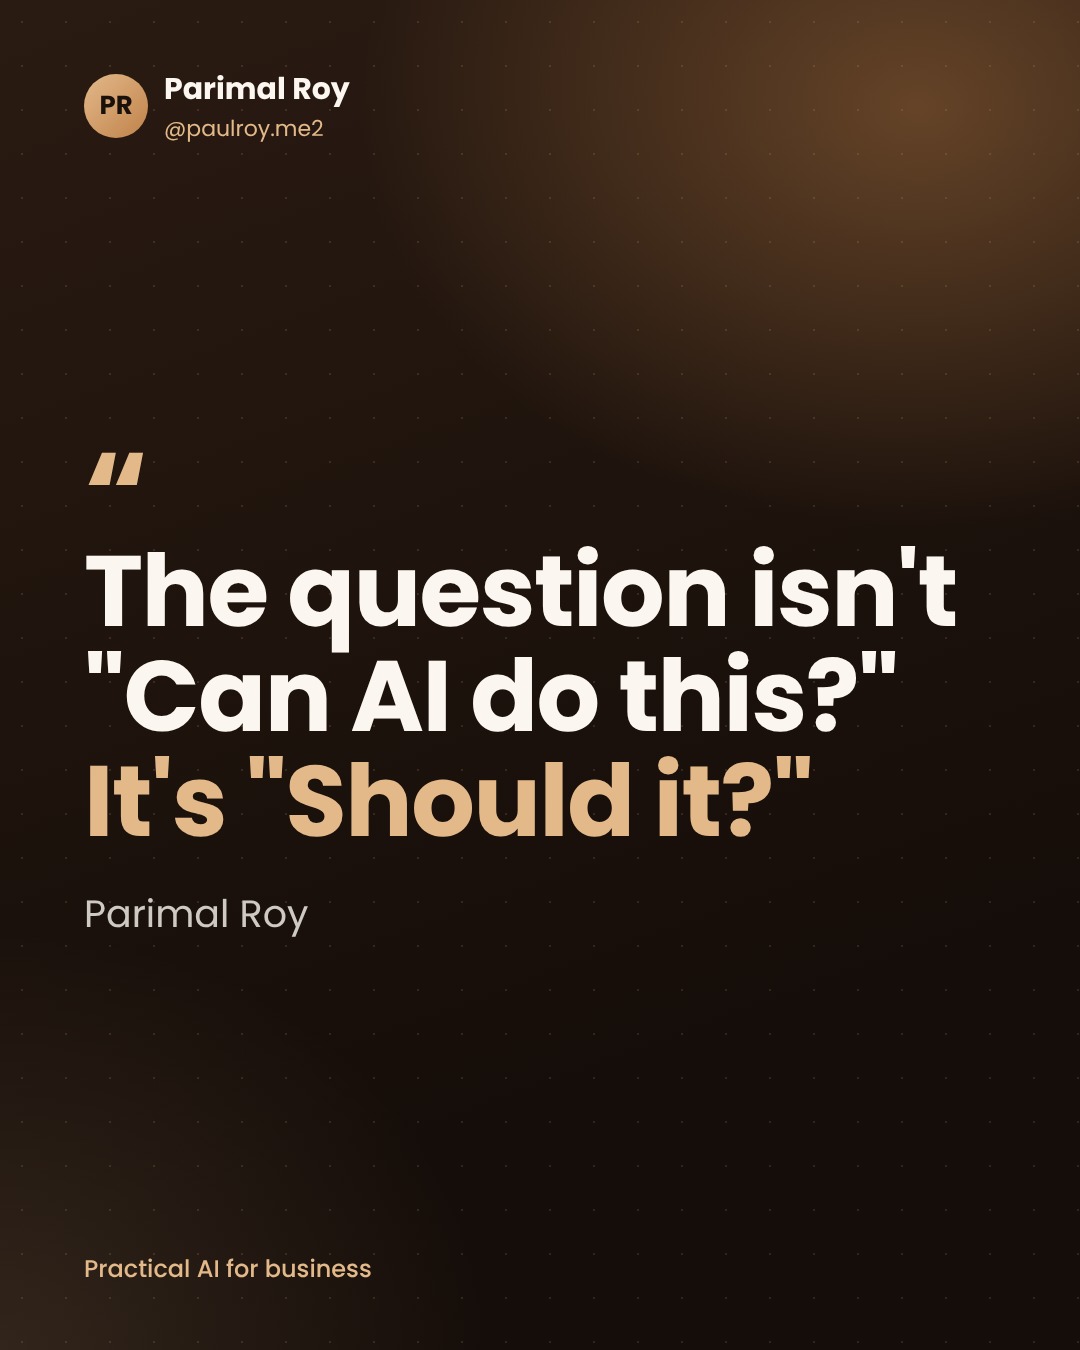 PR
Parimal Roy
@paulroy.me2
“
The question isn't
"Can AI do this?"
It's "Should it?"
Parimal Roy
Practical AI for business